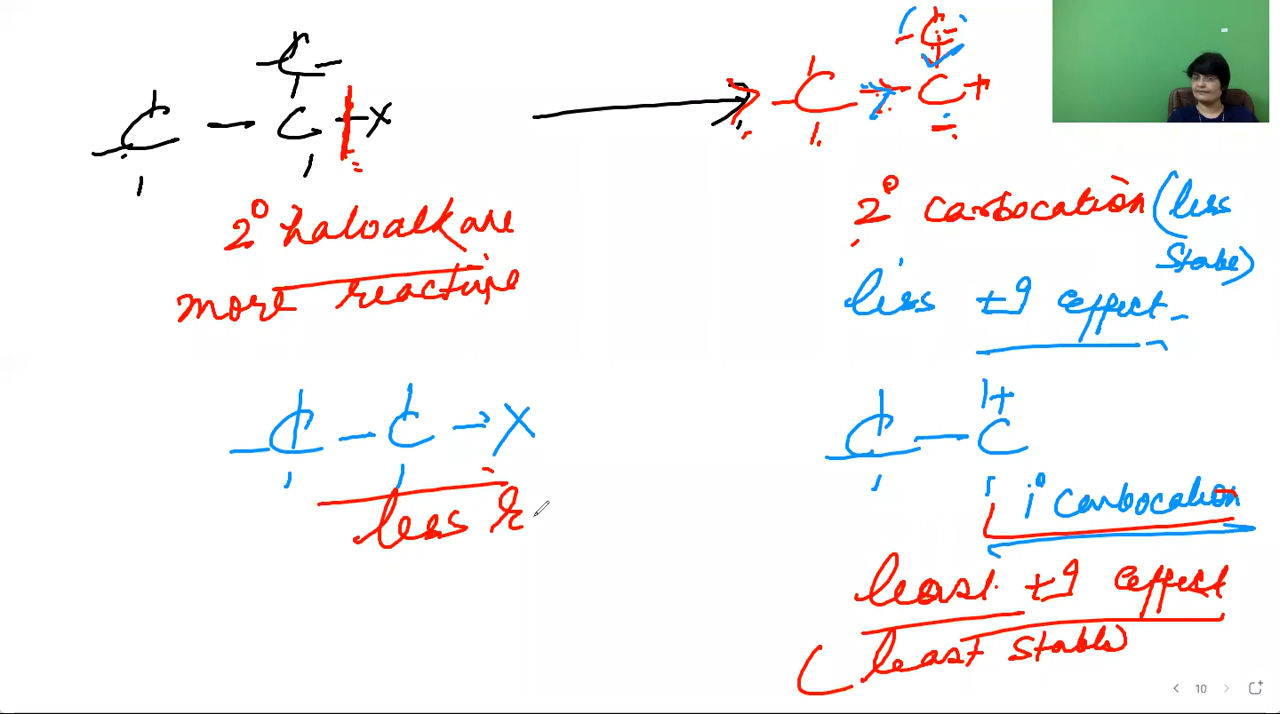 C
C — C — X
C
C → C +
2° haloalkane
more reactive
2° carbocation (less
stable)
less +I effect
C — C → X
C — C +
less r
1° carbocation
least +I effect
(least stable)
10